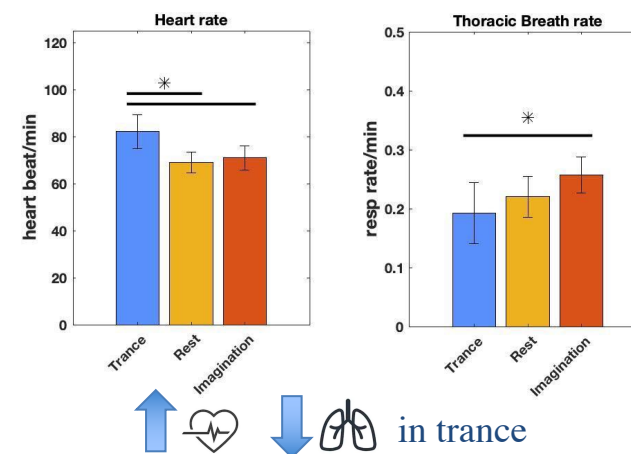 Heart rate
120
100
80
60
40
20
0
heart beat/min
*
Trance
Rest
Imagination
Thoracic Breath rate
0.5
0.4
0.3
0.2
0.1
0
resp rate/min
*
Trance
Rest
Imagination
in trance